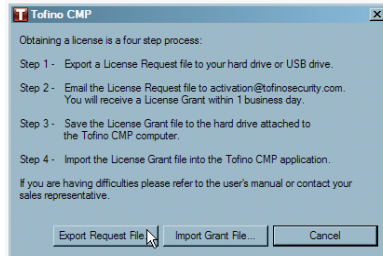 Tofino CMP
Obtaining a license is a four step process:
Step 1 - Export a License Request file to your hard drive or USB drive.
Step 2 - Email the License Request file to activation@tofinosecurity.com.
You will receive a License Grant within 1 business day.
Step 3 - Save the License Grant file to the hard drive attached to
the Tofino CMP computer.
Step 4 - Import the License Grant file into the Tofino CMP application.
If you are having difficulties please refer to the user's manual or contact your
sales representative.
Export Request File Import Grant File... Cancel